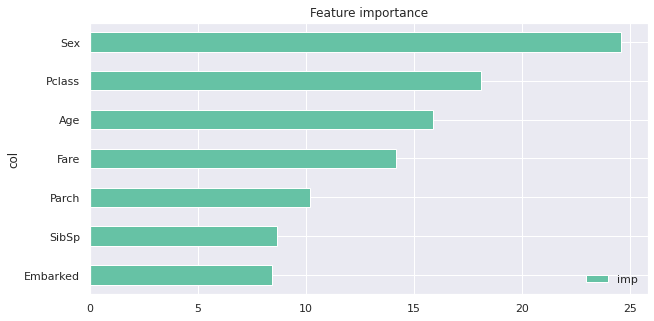 Feature importance
Sex
Pclass
Age
Fare
Parch
SibSp
Embarked
col
imp
0 5 10 15 20 25